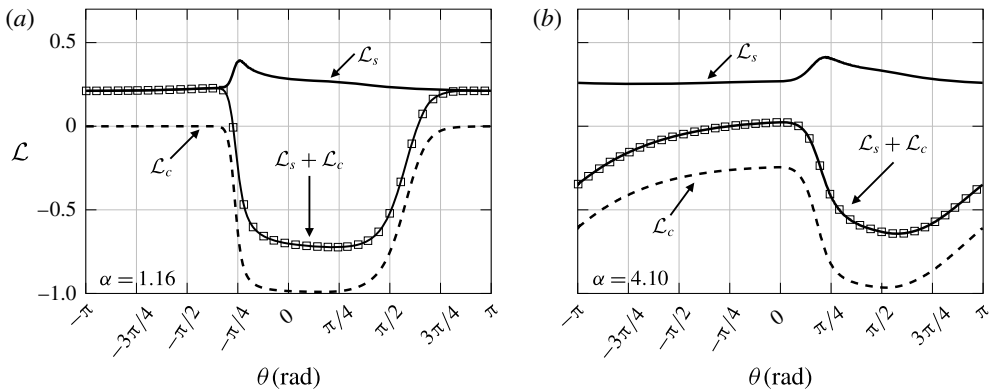 (a)
(b)
0.5
0
−0.5
−1.0
ℒ
ℒs
ℒc
ℒs + ℒc
α = 1.16
−π
−3π/4
−π/2
−π/4
0
π/4
π/2
3π/4
π
θ (rad)
ℒs
ℒs + ℒc
ℒc
α = 4.10
−π
−3π/4
−π/2
−π/4
0
π/4
π/2
3π/4
π
θ (rad)